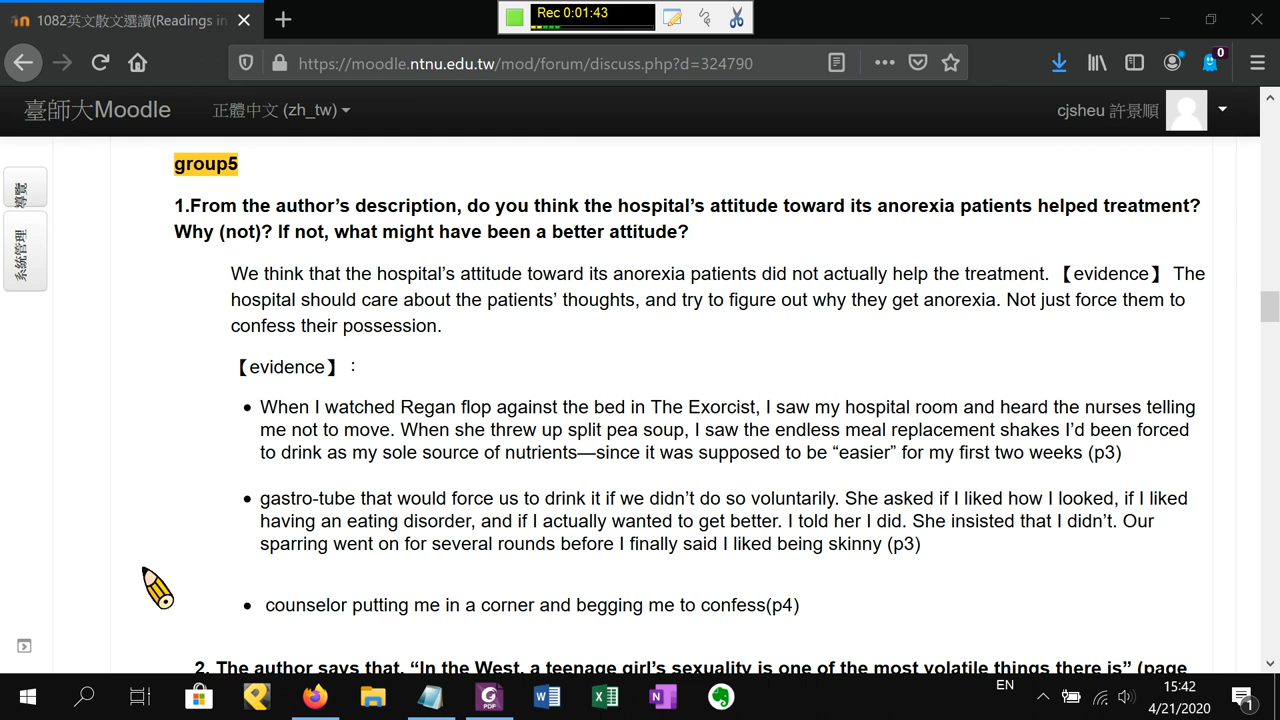 1082英文散文選讀(Readings in
Rec 0:01:43
https://moodle.ntnu.edu.tw/mod/forum/discuss.php?d=324790
0
臺師大Moodle
正體中文 (zh_tw)
cjsheu 許景順
導覽
系統管理
group5
1.From the author's description, do you think the hospital's attitude toward its anorexia patients helped treatment?
Why (not)? If not, what might have been a better attitude?
We think that the hospital's attitude toward its anorexia patients did not actually help the treatment. 【evidence】 The
hospital should care about the patients' thoughts, and try to figure out why they get anorexia. Not just force them to
confess their possession.
【evidence】：
When I watched Regan flop against the bed in The Exorcist, I saw my hospital room and heard the nurses telling
me not to move. When she threw up split pea soup, I saw the endless meal replacement shakes I'd been forced
to drink as my sole source of nutrients—since it was supposed to be “easier” for my first two weeks (p3)
gastro-tube that would force us to drink it if we didn't do so voluntarily. She asked if I liked how I looked, if I liked
having an eating disorder, and if I actually wanted to get better. I told her I did. She insisted that I didn't. Our
sparring went on for several rounds before I finally said I liked being skinny (p3)
counselor putting me in a corner and begging me to confess(p4)
2. The author says that, “In the West, a teenage girl's sexuality is one of the most volatile things there is” (page
PDF
EN
15:42
4/21/2020
1